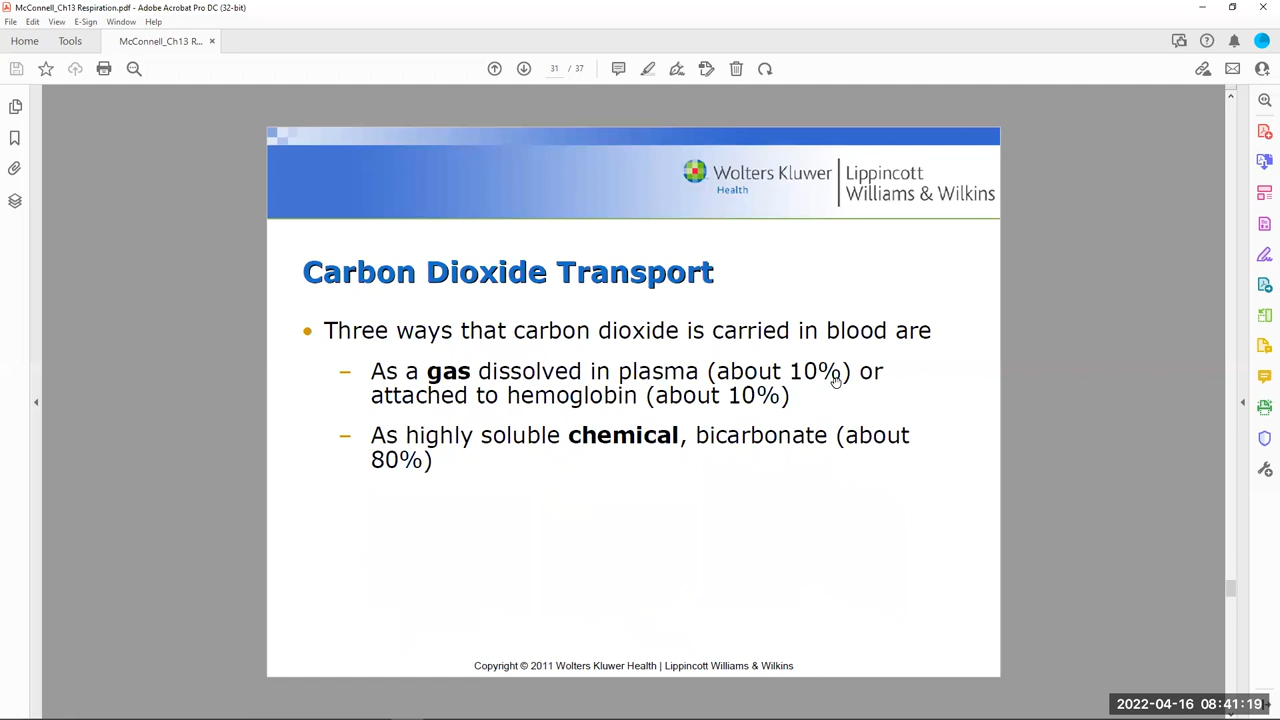 McConnell_Ch13 Respiration.pdf - Adobe Acrobat Pro DC (32-bit)
File Edit View E-Sign Window Help
Home Tools McConnell_Ch13 R... ×
31 / 37
Wolters Kluwer
Health
Lippincott
Williams & Wilkins
Carbon Dioxide Transport
• Three ways that carbon dioxide is carried in blood are
– As a gas dissolved in plasma (about 10%) or
attached to hemoglobin (about 10%)
– As highly soluble chemical, bicarbonate (about
80%)
Copyright © 2011 Wolters Kluwer Health | Lippincott Williams & Wilkins
2022-04-16 08:41:19